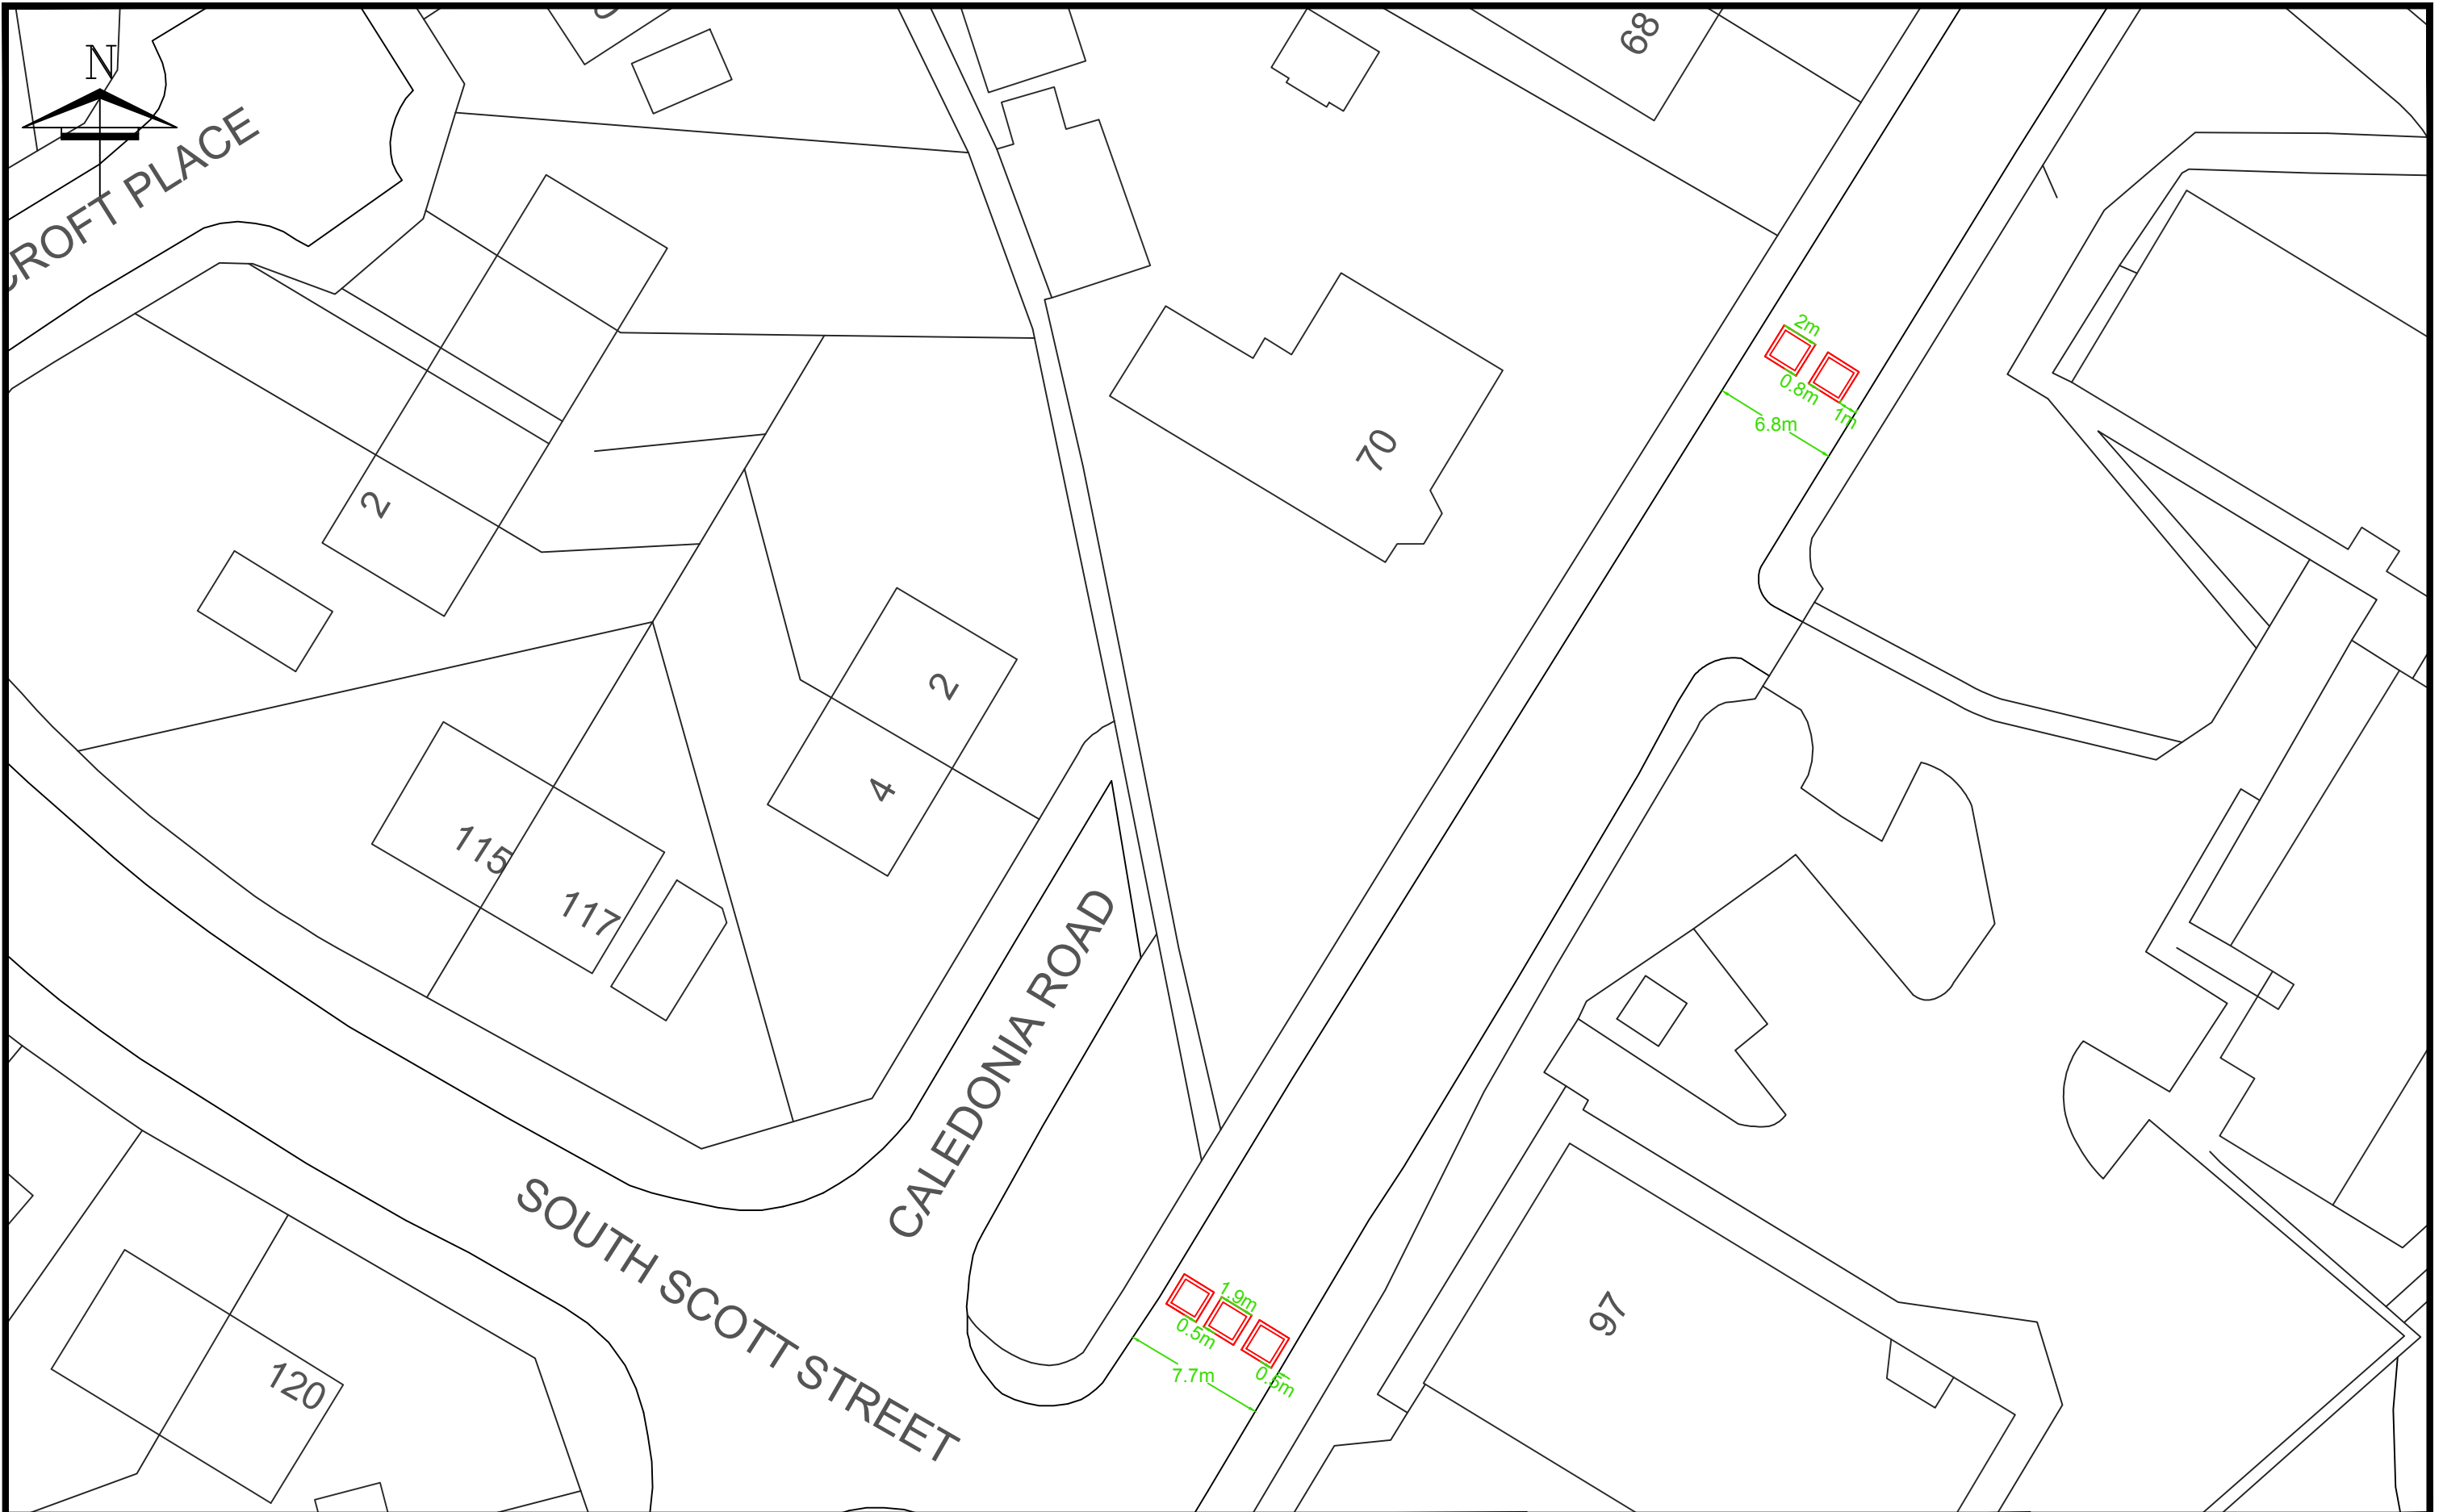 N
68
CROFT PLACE
2m
0.8m
1m
6.8m
70
2
2
4
115
117
CALEDONIA ROAD
SOUTH SCOTT STREET
1.9m
0.5m
7.7m
0.5m
97
120